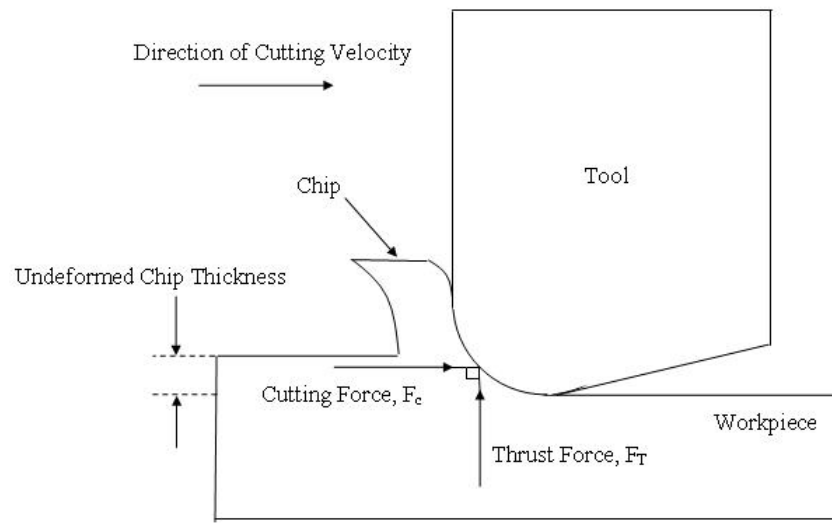 Direction of Cutting Velocity
Tool
Chip
Undeformed Chip Thickness
Cutting Force, Fc
Workpiece
Thrust Force, FT